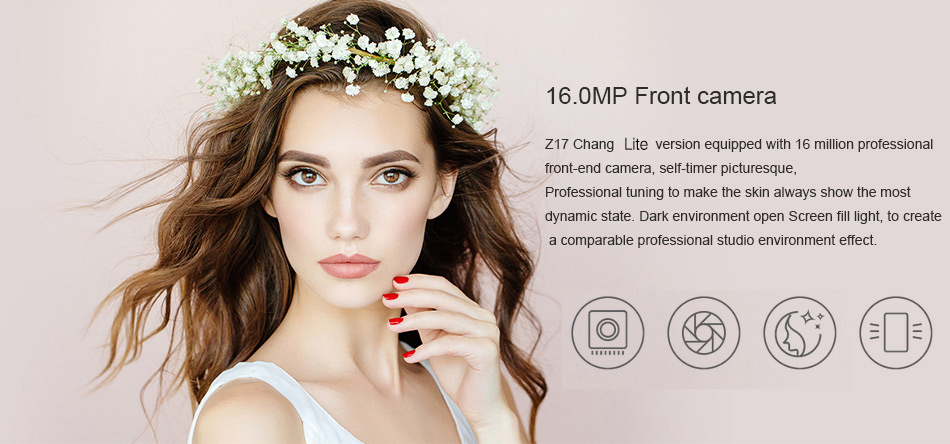 16.0MP Front camera
Z17 Chang Lite version equipped with 16 million professional
front-end camera, self-timer picturesque,
Professional tuning to make the skin always show the most
dynamic state. Dark environment open Screen fill light, to create
a comparable professional studio environment effect.